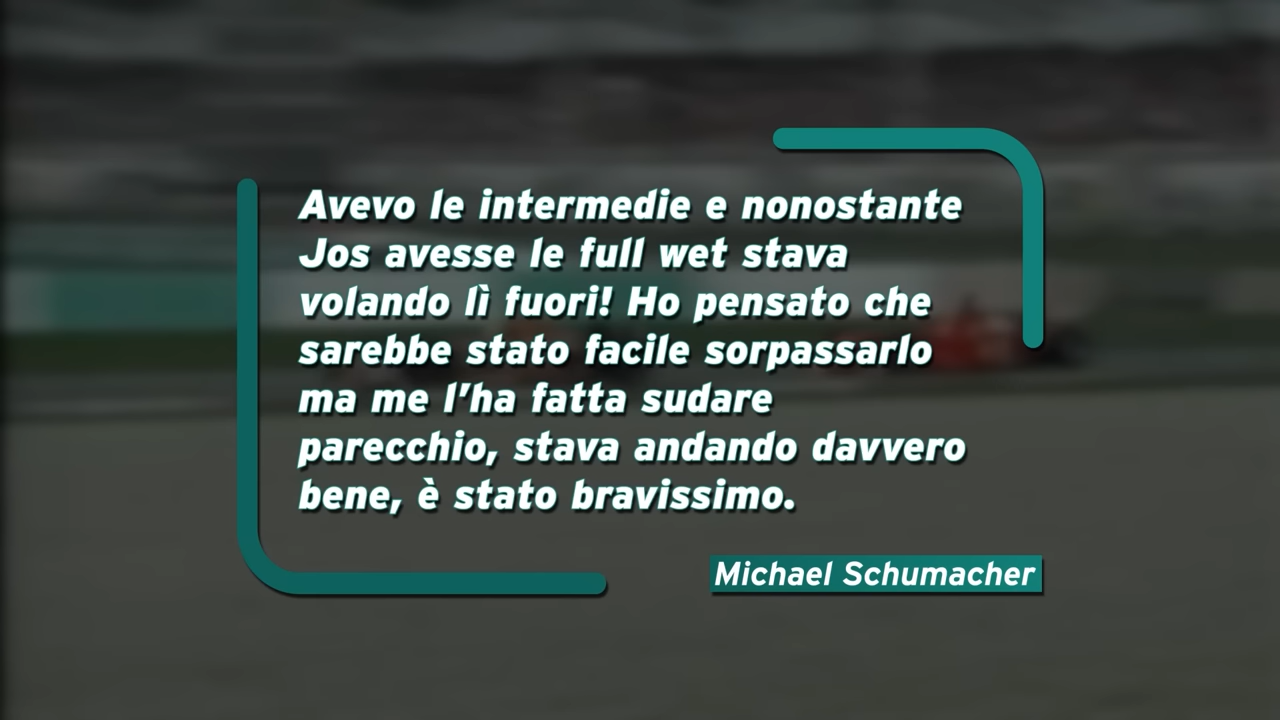 Avevo le intermedie e nonostante
Jos avesse le full wet stava
volando lì fuori! Ho pensato che
sarebbe stato facile sorpassarlo
ma me l’ha fatta sudare
parecchio, stava andando davvero
bene, è stato bravissimo.
Michael Schumacher